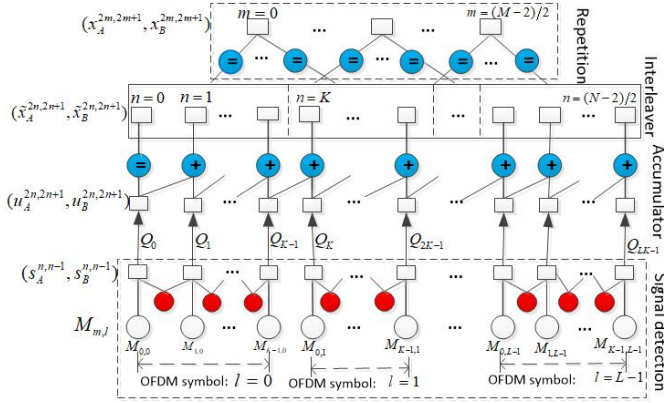 (x_A^{2m,2m+1}, x_B^{2m,2m+1}) m = 0 ... ... m = (M−2)/2
= ... = = ... = = ... =
Repetition
(x̃_A^{2n,2n+1}, x̃_B^{2n,2n+1}) n = 0 n = 1 ... n = K ... ... ... n = (N−2)/2
Interleaver
= + + + + + + +
(u_A^{2n,2n+1}, u_B^{2n,2n+1}) ... ... ... ...
Accumulator
Q_0 Q_1 Q_{K−1} Q_K Q_{2K−1} Q_{LK−1}
(s_A^{n,n−1}, s_B^{n,n−1}) ... ... ...
M_{m,l} ... ... ... ...
M_{0,0} M_{1,0} M_{K−1,0} M_{0,1} M_{K−1,1} M_{0,L−1} M_{1,L−1} M_{K−1,L−1}
OFDM symbol: l = 0 OFDM symbol: l = 1 OFDM symbol: l = L−1
Signal detection